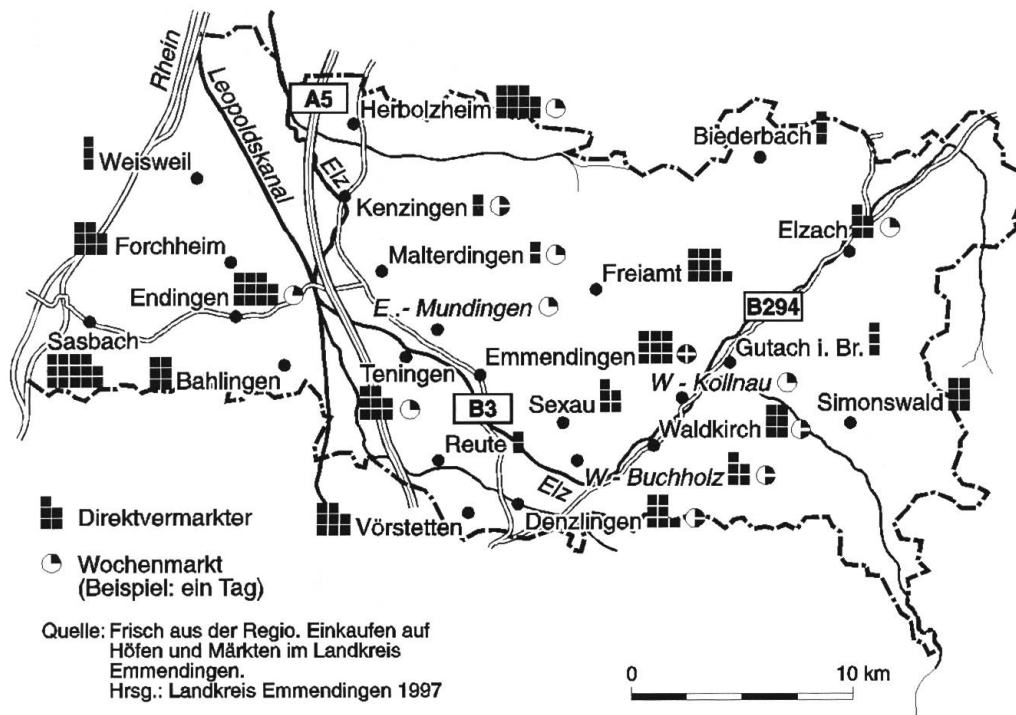 Rhein
Leopoldskanal
A5
Herbolzheim
Biederbach
Weisweil
Elz
Kenzingen
Elzach
Forchheim
Malterdingen
Freiamt
Endingen
E. - Mundingen
B294
Sasbach
Emmendingen
Gutach i. Br.
Bahlingen
Teningen
W - Kollnau
B3
Sexau
Simonswald
Waldkirch
Reute
W - Buchholz
Elz
Direktvermarkter
Vörstetten
Denzlingen
Wochenmarkt
(Beispiel: ein Tag)
Quelle: Frisch aus der Regio. Einkaufen auf
Höfen und Märkten im Landkreis
Emmendingen.
Hrsg.: Landkreis Emmendingen 1997
0 10 km